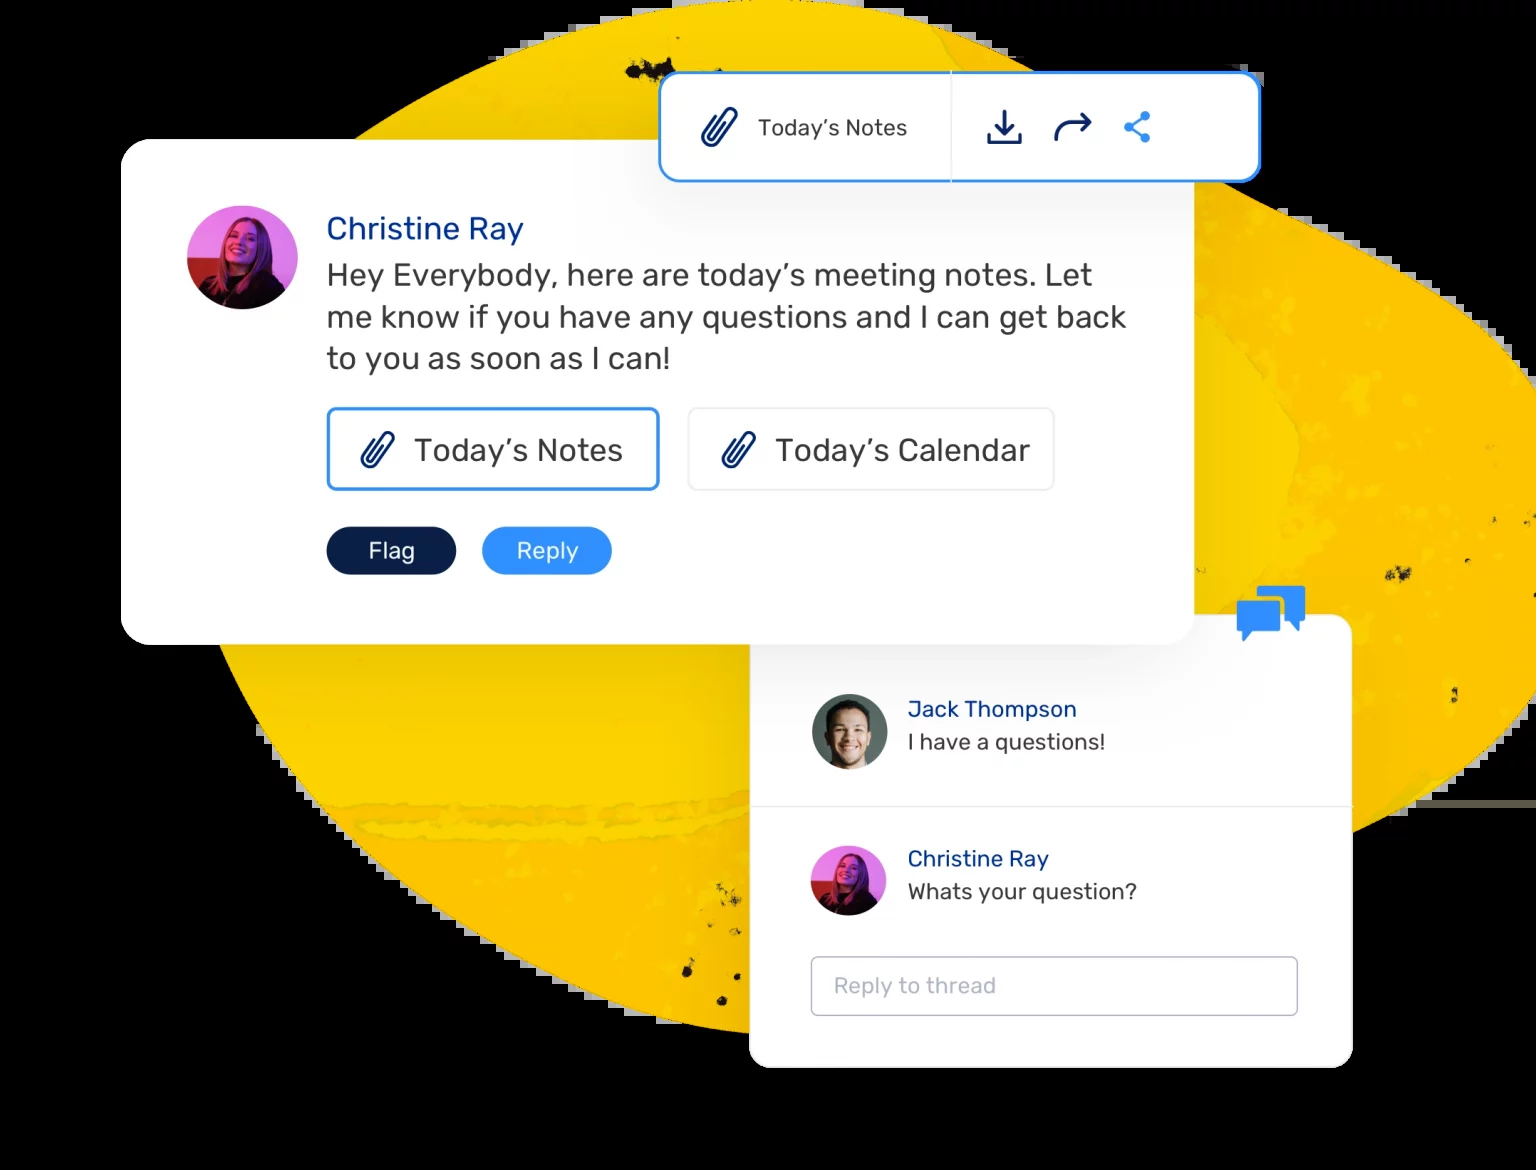 Today’s Notes
Christine Ray
Hey Everybody, here are today’s meeting notes. Let
me know if you have any questions and I can get back
to you as soon as I can!
Today’s Notes
Today’s Calendar
Flag
Reply
Jack Thompson
I have a questions!
Christine Ray
Whats your question?
Reply to thread